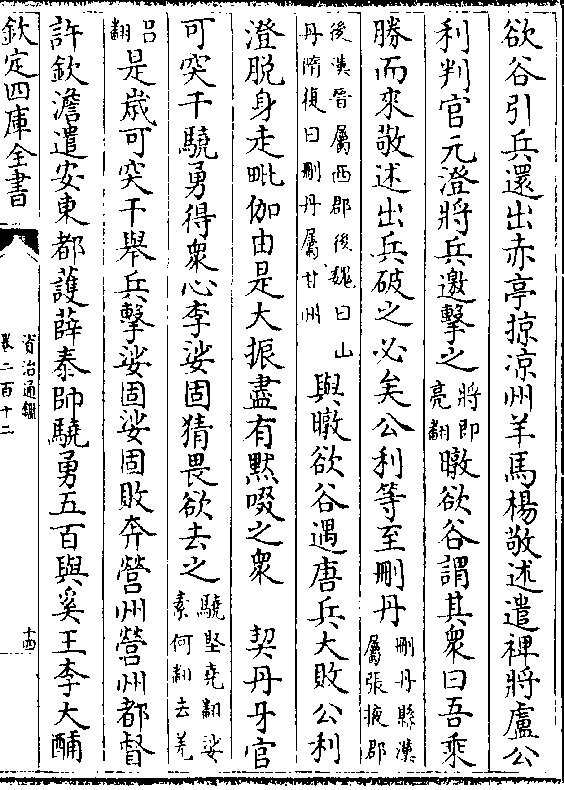 欲谷引兵還出赤亭掠凉州羊馬楊敬述遣裨將盧公
利判官元澄將兵邀擊之將即亮翻暾欲谷謂其衆曰吾乘
勝而來敬述出兵破之必矣公利等至刪丹刪丹縣漢屬張掖郡
後漢晉屬西郡後魏曰山丹隋復曰刪丹屬甘州與暾欲谷遇唐兵大敗公利
澄脱身走毗伽由是大振盡有黙啜之衆 契丹牙官
可突干驍勇得衆心李娑固猜畏欲去之驍堅堯翻娑素何翻去羌
呂翻是歲可突干舉兵擊娑固娑固敗奔營州營州都督
許欽澹遣安東都護薛泰帥驍勇五百與奚王李大酺
欽定四庫全書
資治通鑑
卷二百十二
十四